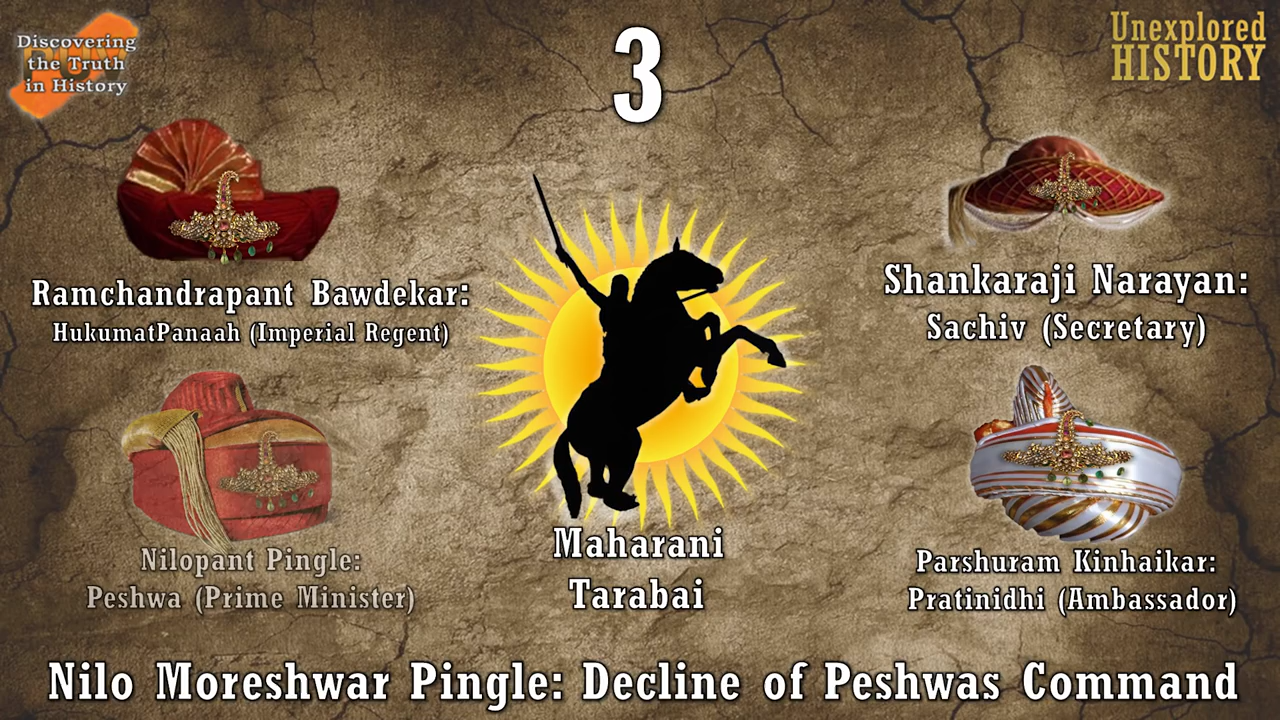 Discovering
the Truth
in History
3
Unexplored
HISTORY
Ramchandrapant Bawdekar:
HukumatPanaah (Imperial Regent)
Shankaraji Narayan:
Sachiv (Secretary)
Nilopant Pingle:
Peshwa (Prime Minister)
Maharani
Tarabai
Parshuram Kinhaikar:
Pratinidhi (Ambassador)
Nilo Moreshwar Pingle: Decline of Peshwas Command